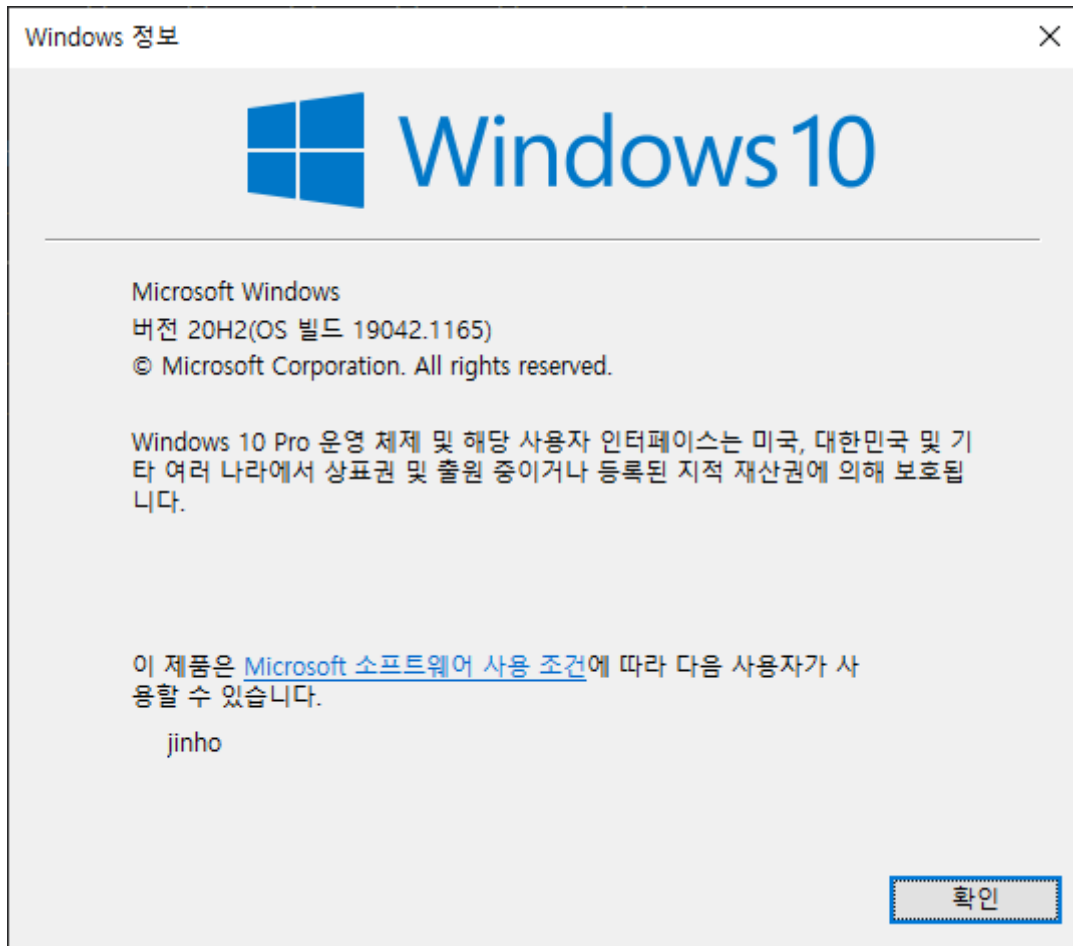 Windows 정보
Windows 10
Microsoft Windows
버전 20H2(OS 빌드 19042.1165)
© Microsoft Corporation. All rights reserved.
Windows 10 Pro 운영 체제 및 해당 사용자 인터페이스는 미국, 대한민국 및 기
타 여러 나라에서 상표권 및 출원 중이거나 등록된 지적 재산권에 의해 보호됩
니다.
이 제품은 Microsoft 소프트웨어 사용 조건에 따라 다음 사용자가 사
용할 수 있습니다.
jinho
확인